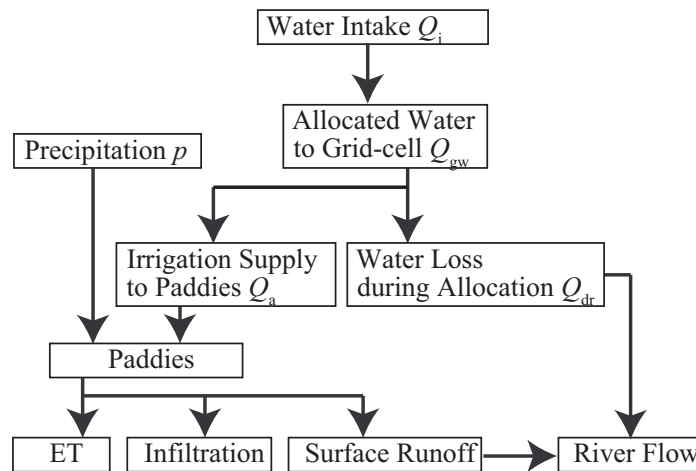 Water Intake Qi
Allocated Water
to Grid-cell Qgw
Precipitation p
Irrigation Supply
to Paddies Qa
Water Loss
during Allocation Qdr
Paddies
ET
Infiltration
Surface Runoff
River Flow